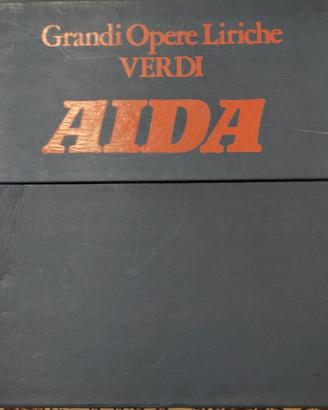 Grandi Opere Liriche
VERDI
AIDA